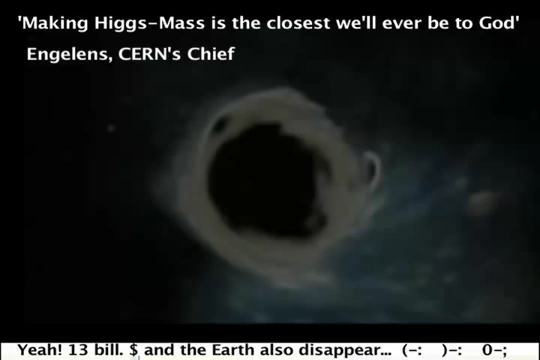 'Making Higgs-Mass is the closest we'll ever be to God'
Engelens, CERN's Chief
Yeah! 13 bill. $ and the Earth also disappear... (-: )-: 0-;